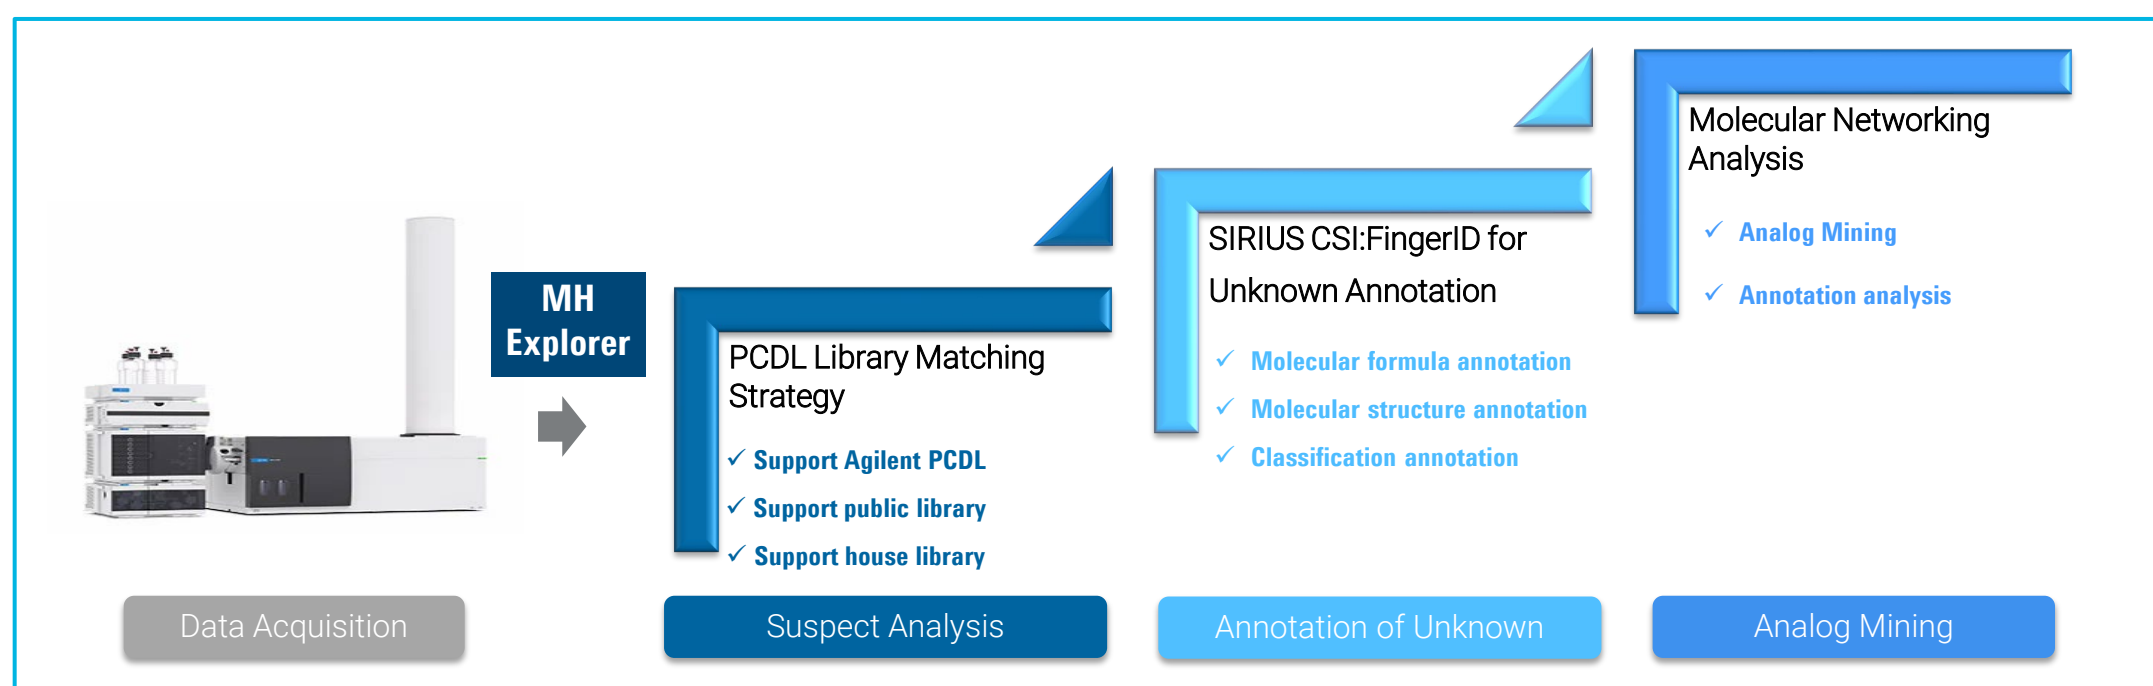 MH
Explorer
PCDL Library Matching
Strategy
✓ Support Agilent PCDL
✓ Support public library
✓ Support house library
SIRIUS CSI:FingerID for
Unknown Annotation
✓ Molecular formula annotation
✓ Molecular structure annotation
✓ Classification annotation
Molecular Networking
Analysis
✓ Analog Mining
✓ Annotation analysis
Data Acquisition
Suspect Analysis
Annotation of Unknown
Analog Mining